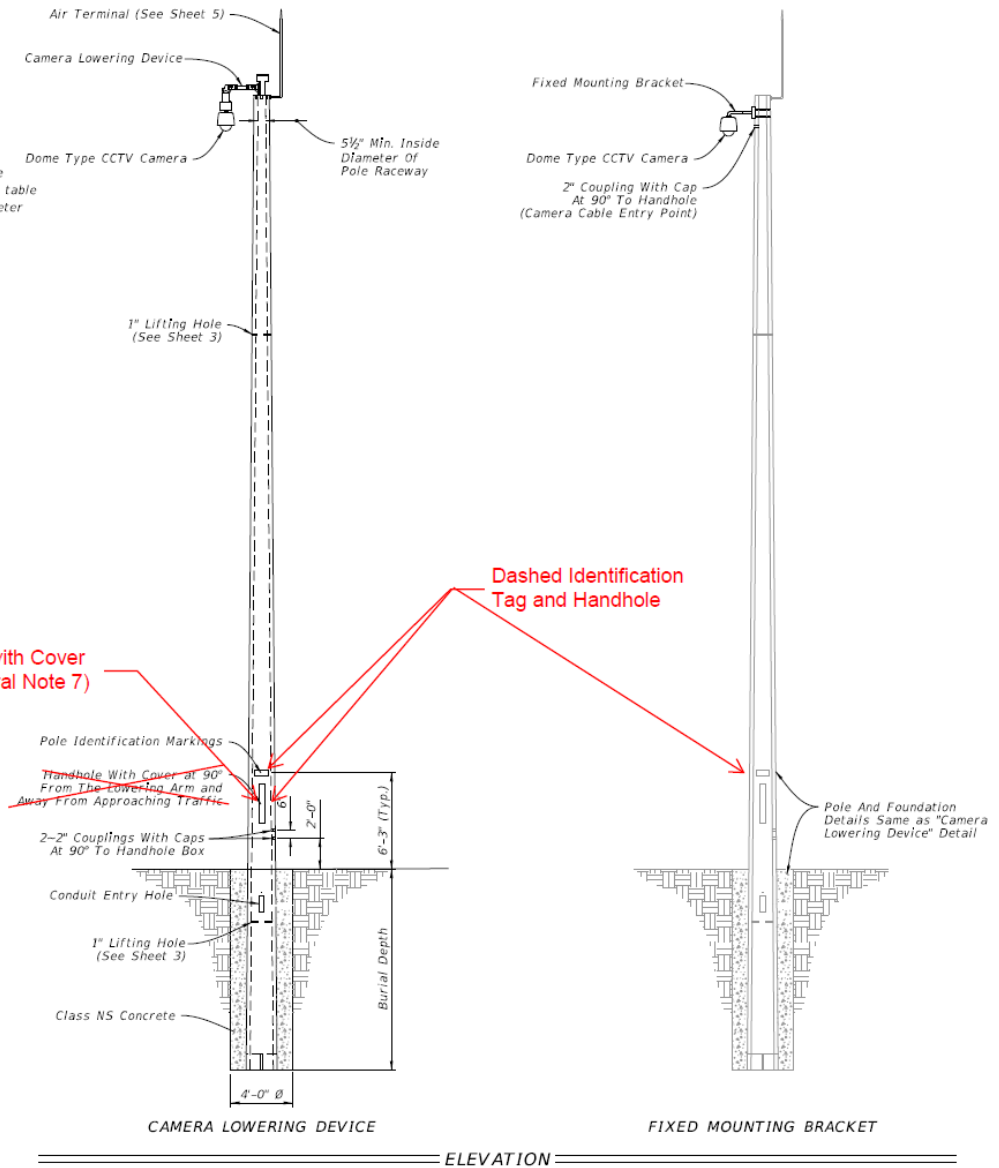 Air Terminal (See Sheet 5)
Camera Lowering Device
Dome Type CCTV Camera
5½" Min. Inside
Diameter Of
Pole Raceway
table
1" Lifting Hole
(See Sheet 3)
Fixed Mounting Bracket
Dome Type CCTV Camera
2" Coupling With Cap
At 90° To Handhole
(Camera Cable Entry Point)
Dashed Identification
Tag and Handhole
with Cover
Note 7)
Pole Identification Markings
Handhole With Cover at 90°
From The Lowering Arm and
Away From Approaching Traffic
2-2" Couplings With Caps
At 90° To Handhole Box
6"
2'-0"
6'-3" (Typ.)
Conduit Entry Hole
1" Lifting Hole
(See Sheet 3)
Burial Depth
Class NS Concrete
4'-0" Ø
Pole And Foundation
Details Same as "Camera
Lowering Device" Detail
CAMERA LOWERING DEVICE
FIXED MOUNTING BRACKET
ELEVATION